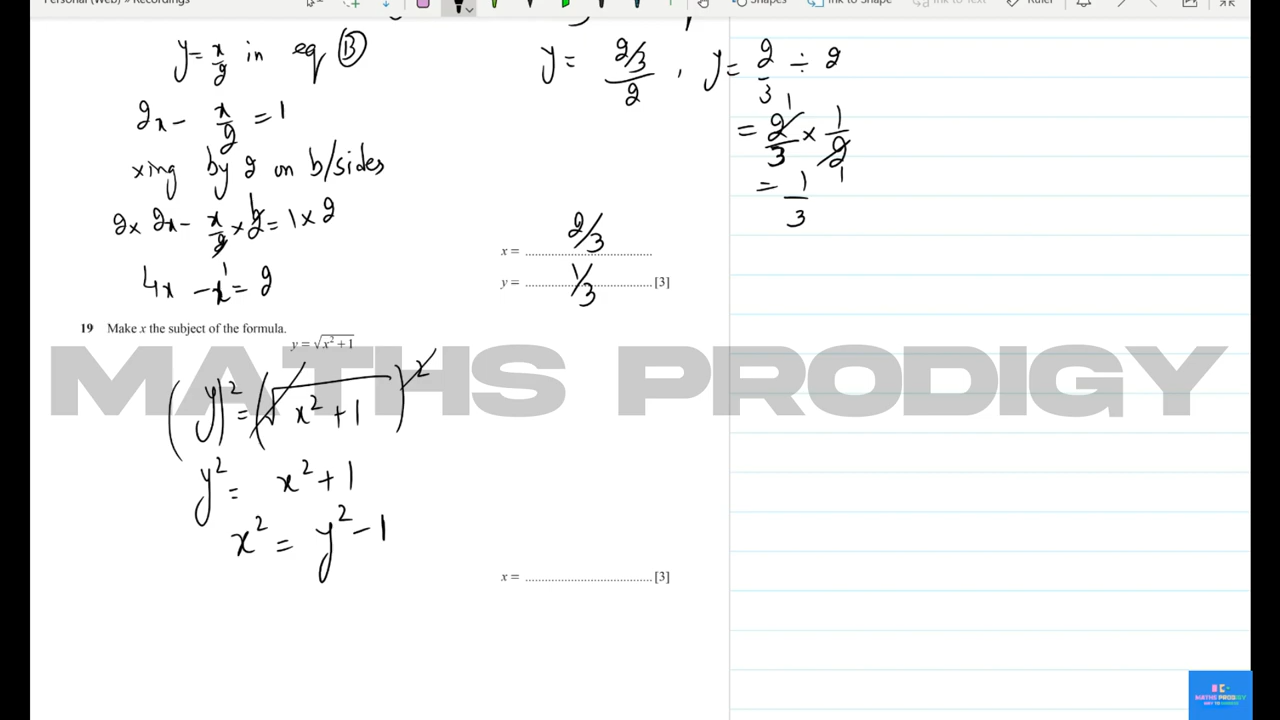 Personal (Web) » Recordings
Ink to Shape
Ink to Text
Ruler
y = x/2 in eq Ⓑ
2x - x/2 = 1
xing by 2 on b/sides
2 × 2x - x/2 × 2 = 1 × 2
4x - x = 2
y = 2/3 / 2 , y = 2/3 ÷ 2
= 2/3 × 1/2
= 1/3
x = 2/3
y = 1/3 [3]
19 Make x the subject of the formula.
y = √(x² + 1)
(y)² = (√(x² + 1))²
y² = x² + 1
x² = y² - 1
x = .................................... [3]
MATHS PRODIGY
MATHS PRODIGY